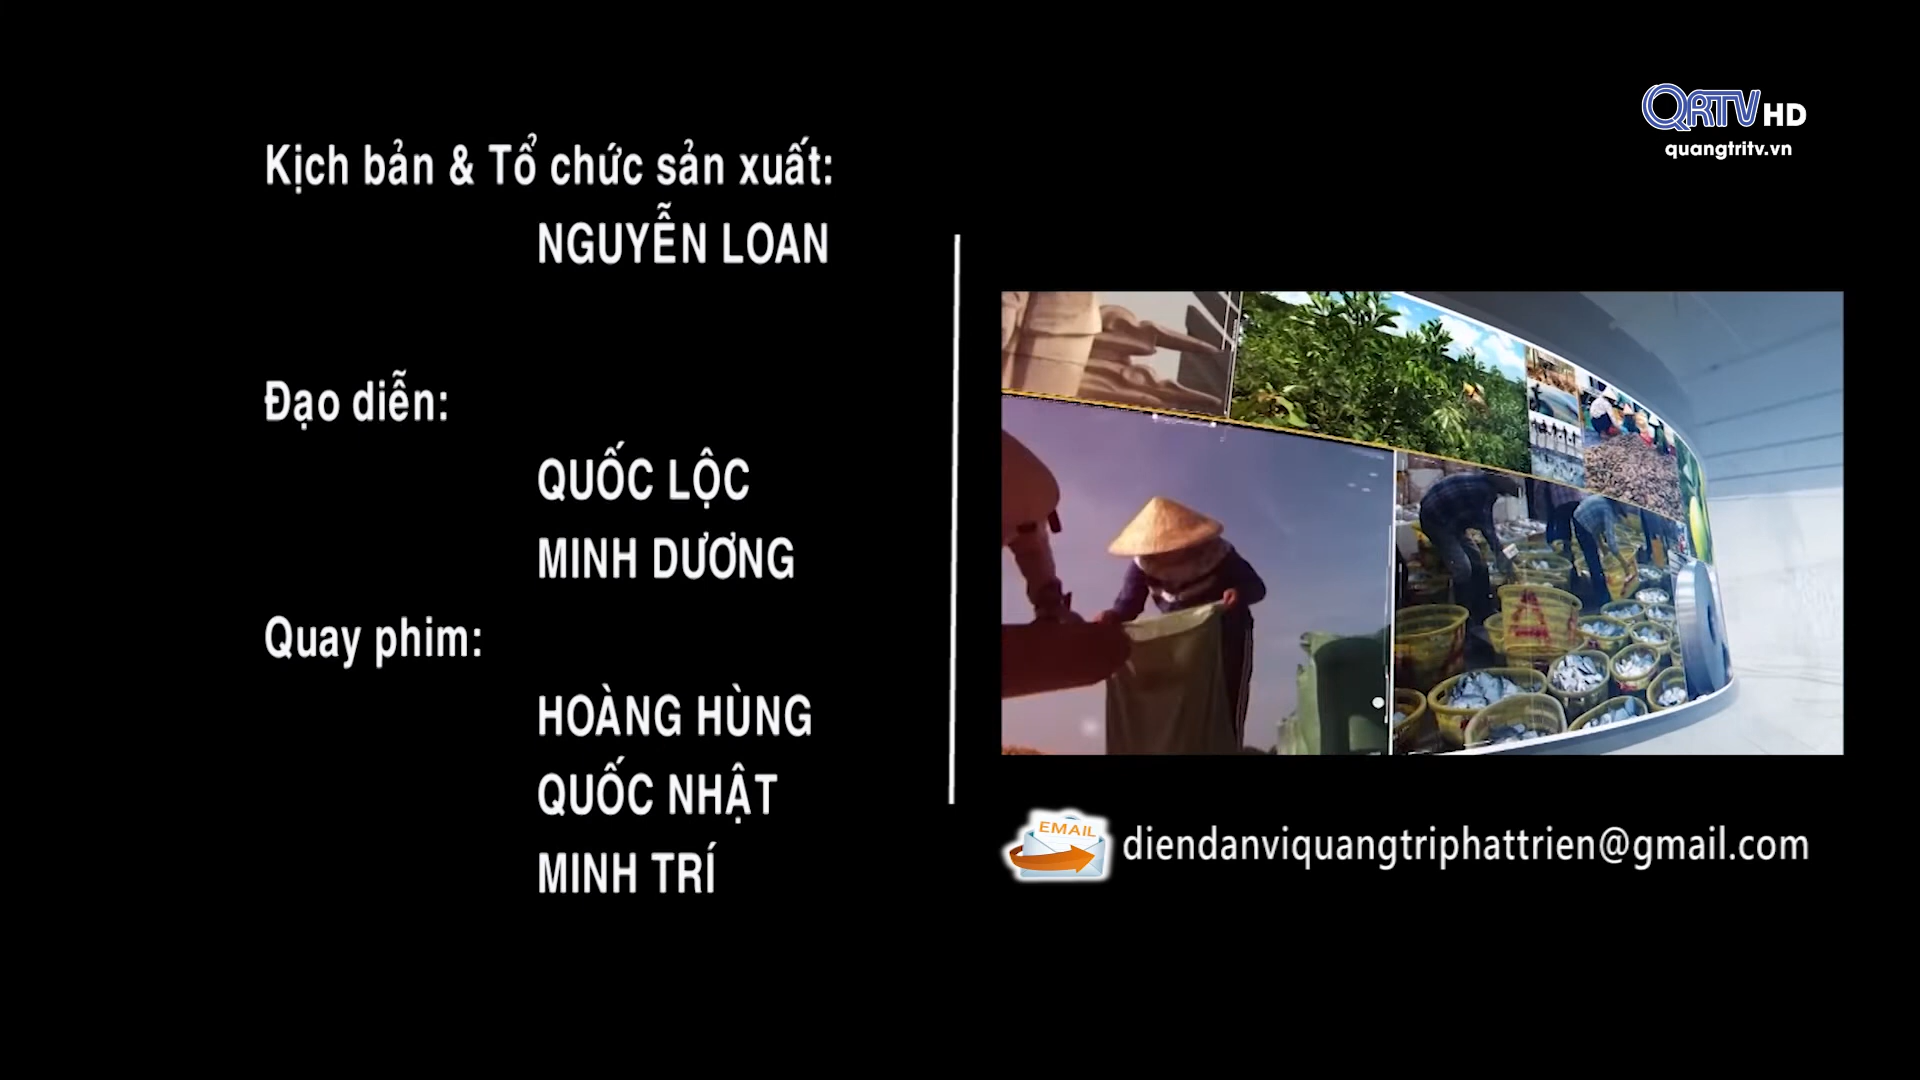 QRTV HD
quangtritv.vn
Kịch bản & Tổ chức sản xuất:
NGUYỄN LOAN
Đạo diễn:
QUỐC LỘC
MINH DƯƠNG
Quay phim:
HOÀNG HÙNG
QUỐC NHẬT
MINH TRÍ
EMAIL
diendanviquangtriphattrien@gmail.com